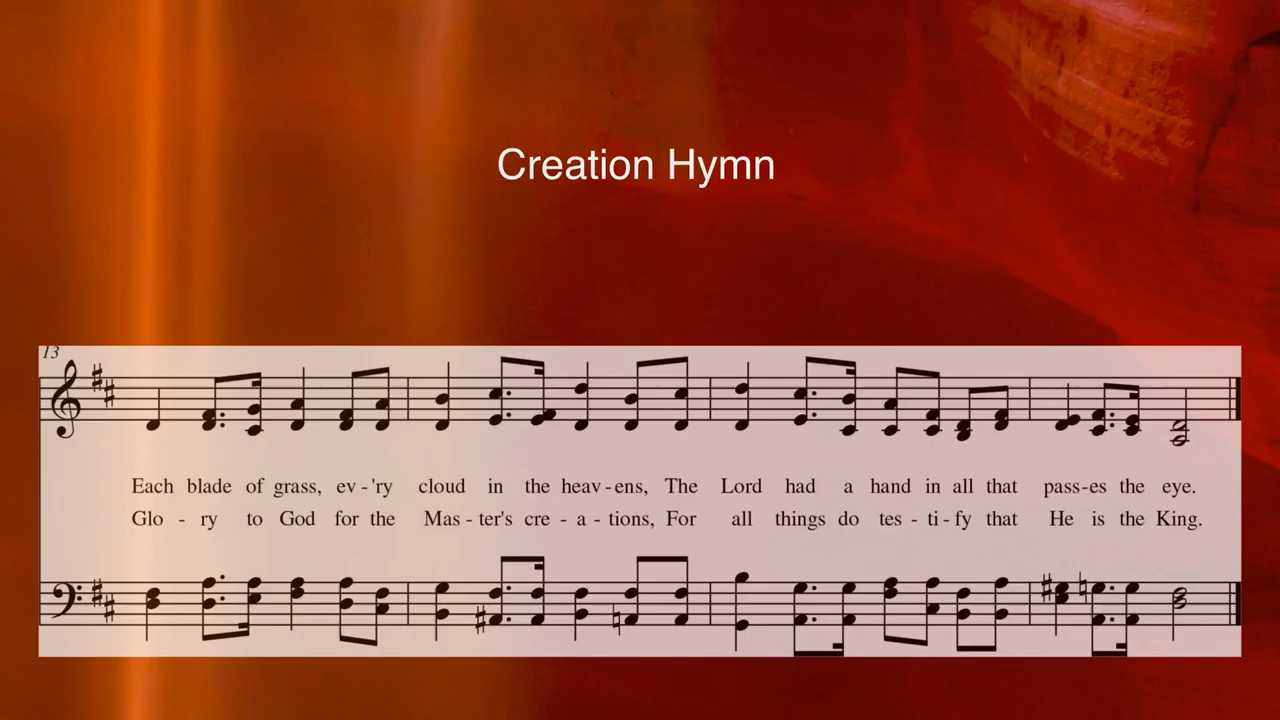 Creation Hymn
13
Each blade of grass, ev-'ry cloud in the heav-ens, The Lord had a hand in all that pass-es the eye.
Glo - ry to God for the Mas - ter's cre - a - tions, For all things do tes - ti - fy that He is the King.